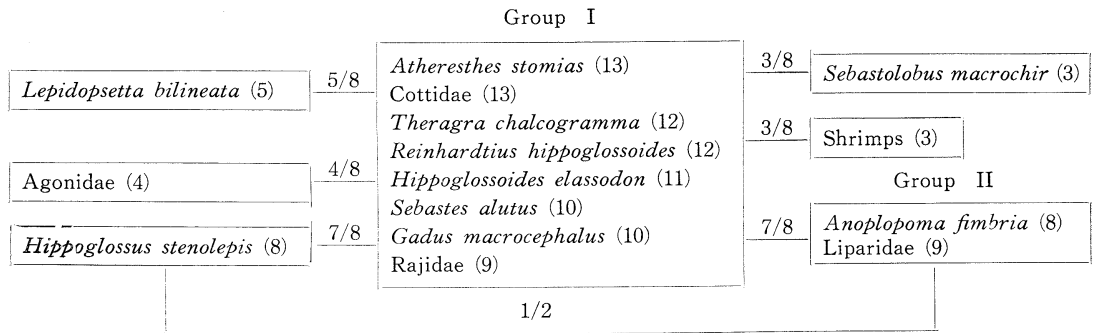 Group I
Lepidopsetta bilineata (5)
5/8
Agonidae (4)
4/8
Hippoglossus stenolepis (8)
7/8
Atheresthes stomias (13)
Cottidae (13)
Theragra chalcogramma (12)
Reinhardtius hippoglossoides (12)
Hippoglossoides elassodon (11)
Sebastes alutus (10)
Gadus macrocephalus (10)
Rajidae (9)
3/8
Sebastolobus macrochir (3)
3/8
Shrimps (3)
Group II
7/8
Anoplopoma fimbria (8)
Liparidae (9)
1/2